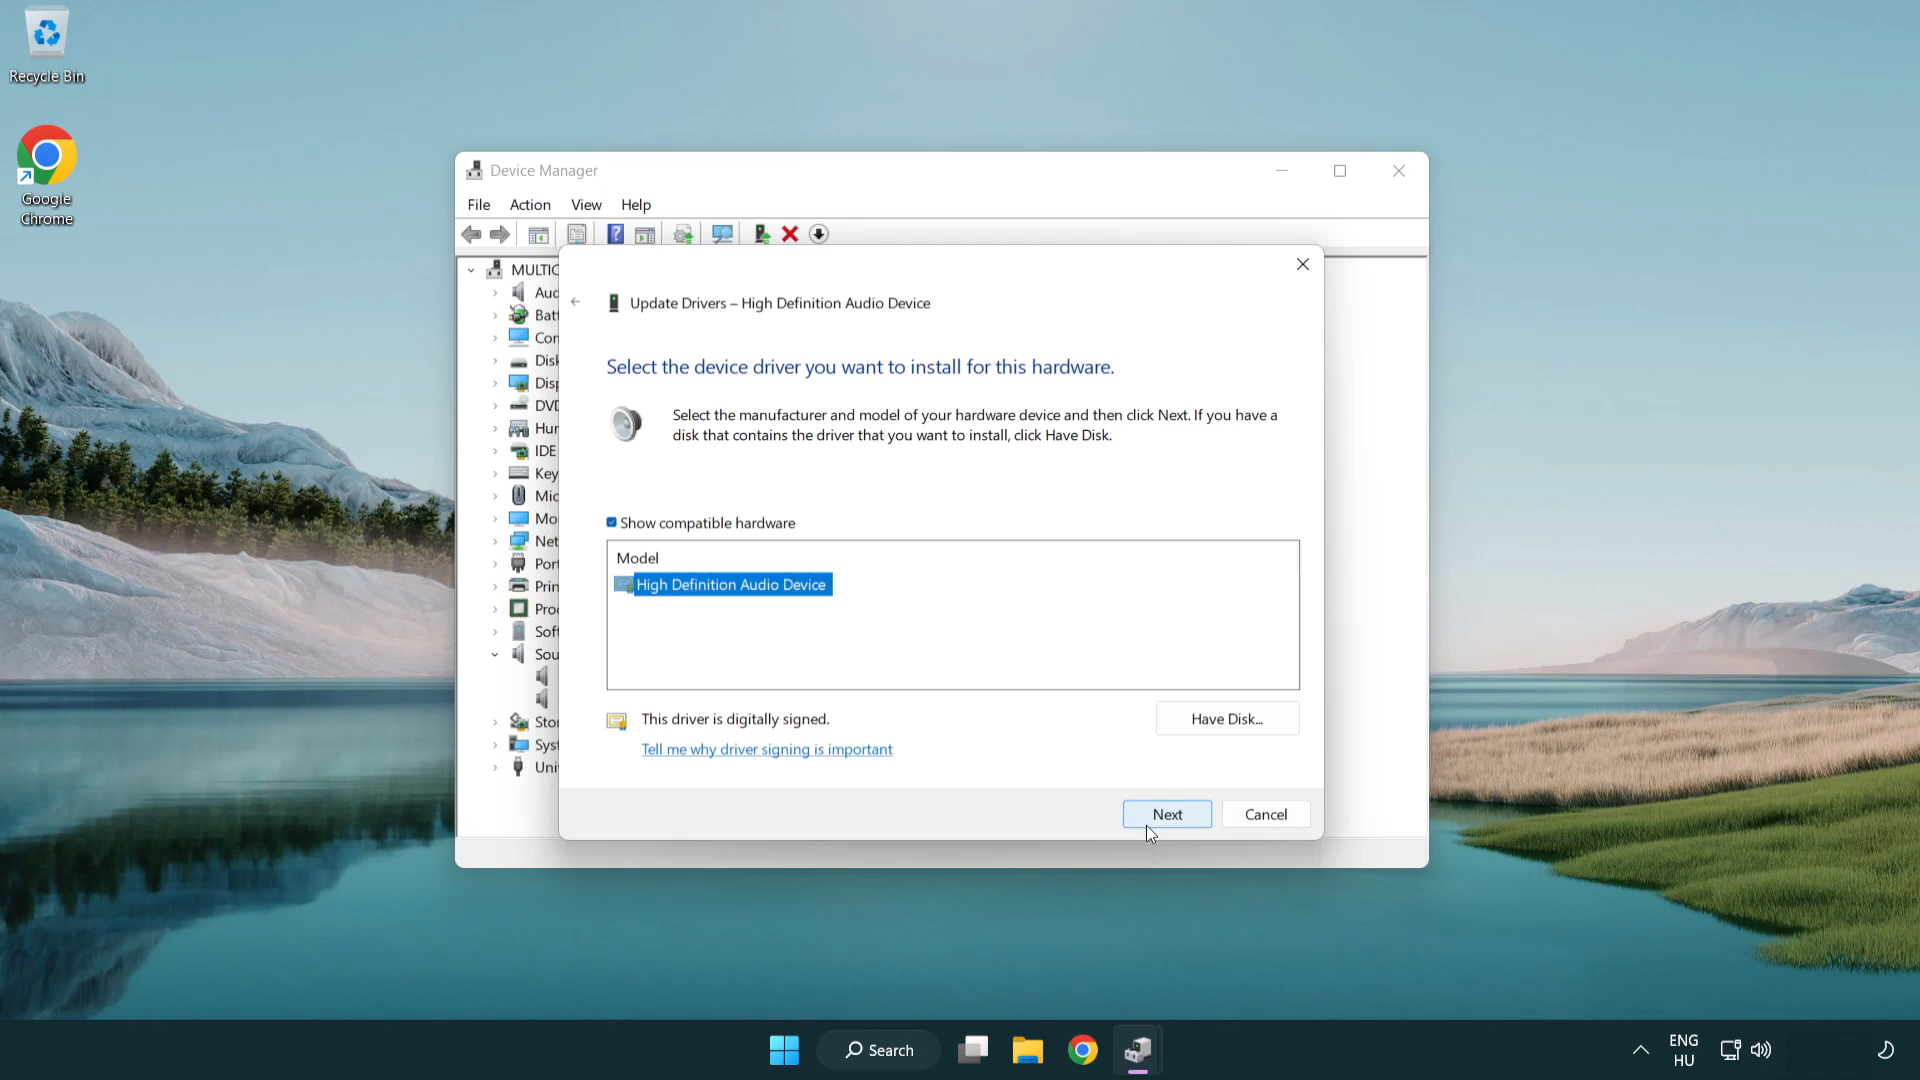 Recycle Bin
Google
Chrome
Device Manager
File Action View Help
MULTIC
Aud
Batt
Con
Disk
Disp
DVD
Hur
IDE
Key
Mic
Mo
Net
Port
Prin
Proc
Soft
Sou
Stor
Syst
Uni
Update Drivers – High Definition Audio Device
Select the device driver you want to install for this hardware.
Select the manufacturer and model of your hardware device and then click Next. If you have a
disk that contains the driver that you want to install, click Have Disk.
Show compatible hardware
Model
High Definition Audio Device
This driver is digitally signed.
Have Disk...
Tell me why driver signing is important
Next
Cancel
Search
ENG
HU